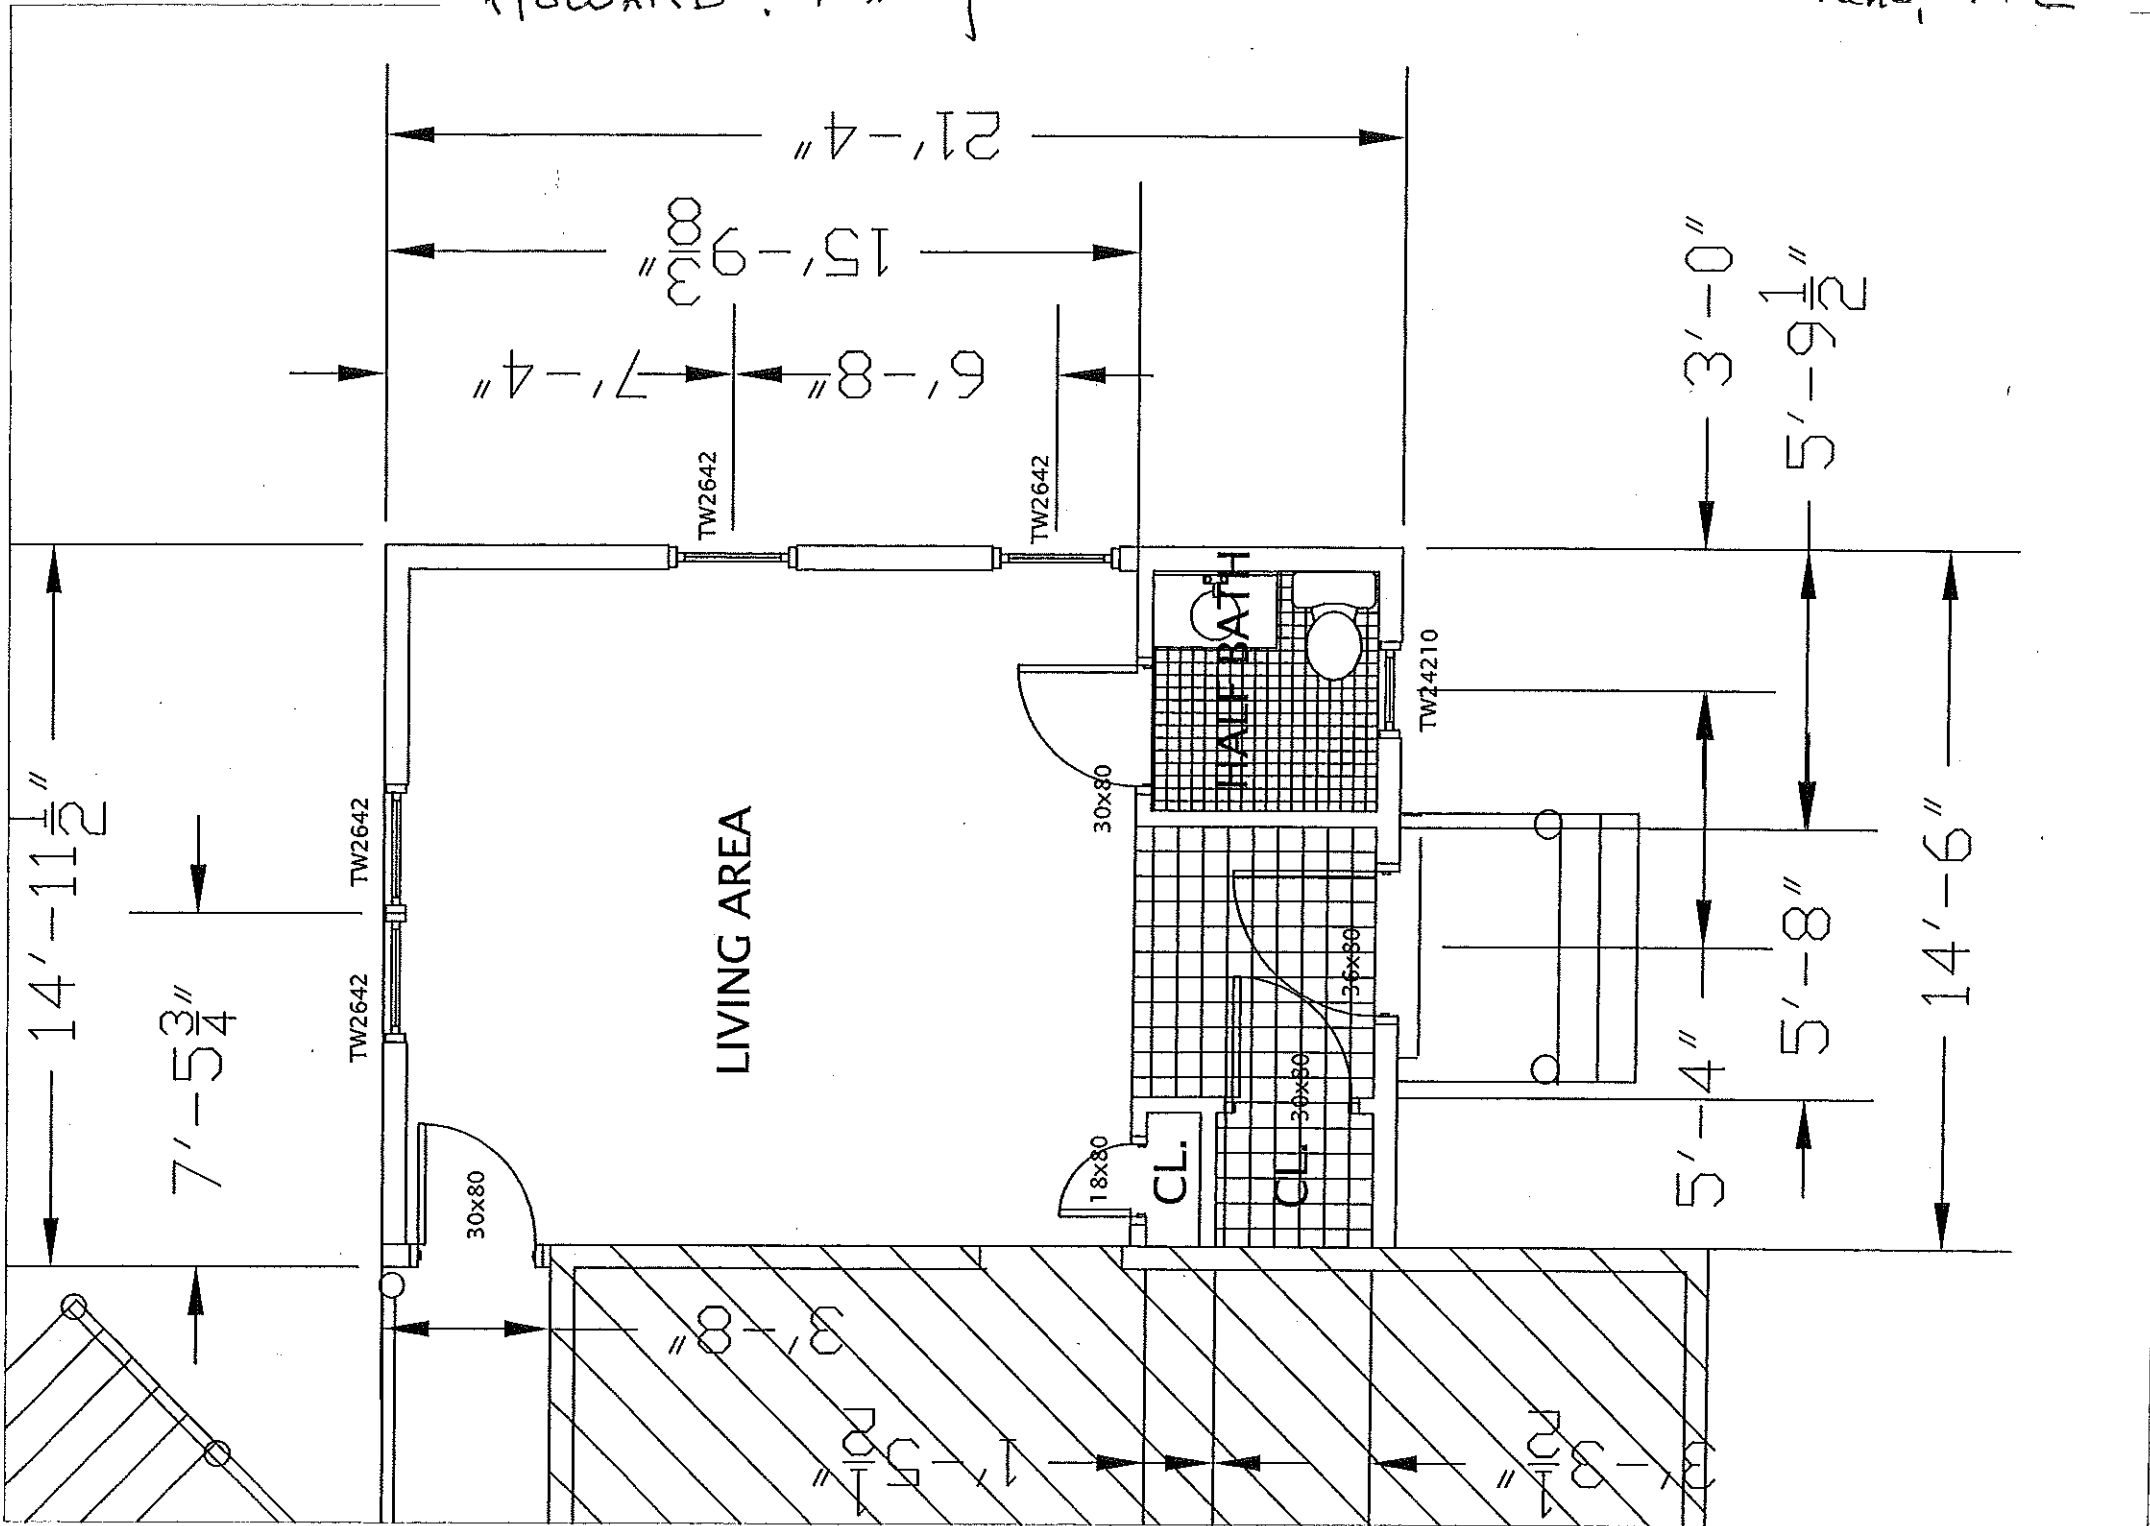 HOWARD
21'-4"
15'-9 3/8"
7'-4"
6'-8"
TW2642
TW2642
3'-0"
5'-9 1/2"
14'-11 1/2"
7'-5 3/4"
TW2642
TW2642
LIVING AREA
30x80
HALF BATH
TW24210
30x80
18x80
CL.
CL.
30x80
36x80
5'-4"
5'-8"
14'-6"
3'-8"
1'-5 1/2"
3'-3 1/2"